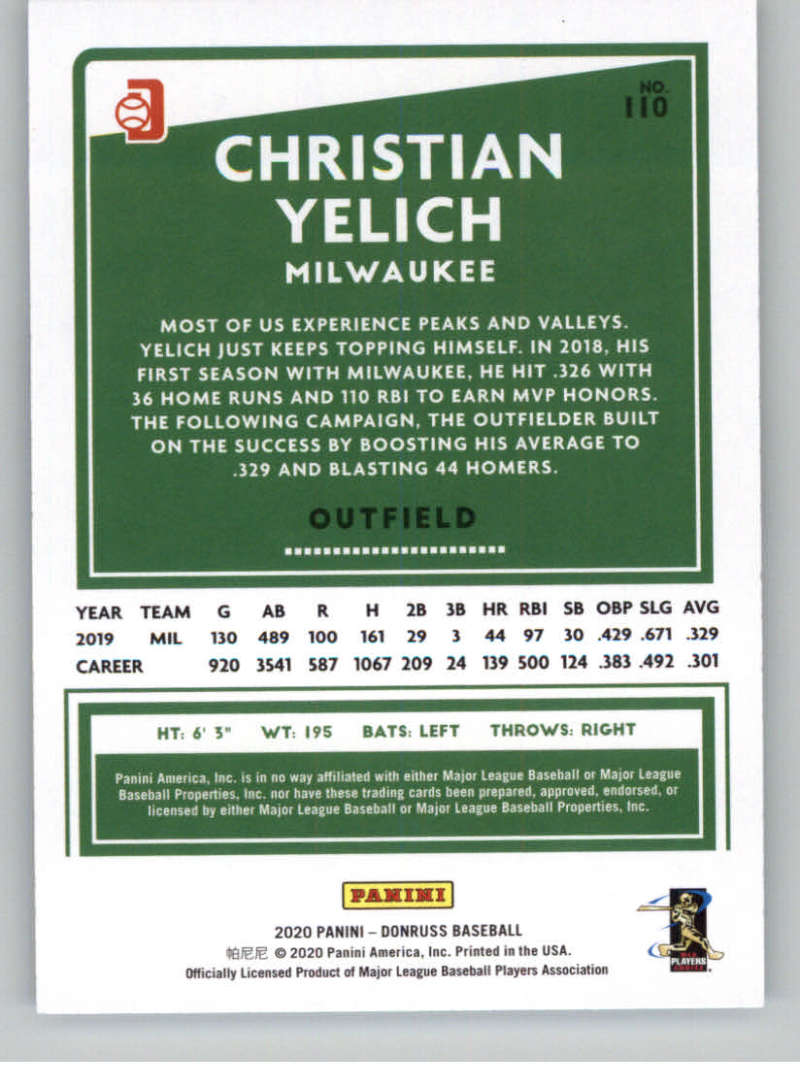 NO.
110
CHRISTIAN
YELICH
MILWAUKEE
MOST OF US EXPERIENCE PEAKS AND VALLEYS.
YELICH JUST KEEPS TOPPING HIMSELF. IN 2018, HIS
FIRST SEASON WITH MILWAUKEE, HE HIT .326 WITH
36 HOME RUNS AND 110 RBI TO EARN MVP HONORS.
THE FOLLOWING CAMPAIGN, THE OUTFIELDER BUILT
ON THE SUCCESS BY BOOSTING HIS AVERAGE TO
.329 AND BLASTING 44 HOMERS.
OUTFIELD
YEAR TEAM G AB R H 2B 3B HR RBI SB OBP SLG AVG
2019 MIL 130 489 100 161 29 3 44 97 30 .429 .671 .329
CAREER 920 3541 587 1067 209 24 139 500 124 .383 .492 .301
HT: 6' 3" WT: 195 BATS: LEFT THROWS: RIGHT
Panini America, Inc. is in no way affiliated with either Major League Baseball or Major League
Baseball Properties, Inc. nor have these trading cards been prepared, approved, endorsed, or
licensed by either Major League Baseball or Major League Baseball Properties, Inc.
PANINI
2020 PANINI – DONRUSS BASEBALL
帕尼尼 © 2020 Panini America, Inc. Printed in the USA.
Officially Licensed Product of Major League Baseball Players Association
PLAYERS